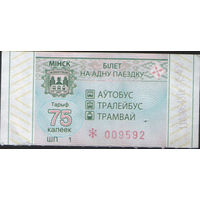 МІНСК
БІЛЕТ
НА АДНУ ПАЕЗДКУ
Тарыф
75
капеек
ШП 1
АЎТОБУС
ТРАЛЕЙБУС
ТРАМВАЙ
* 009592